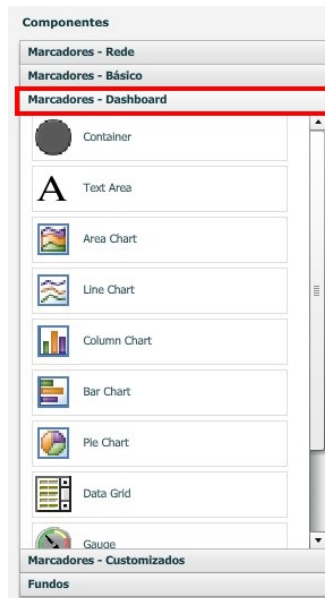 Componentes
Marcadores - Rede
Marcadores - Básico
Marcadores - Dashboard
Container
A Text Area
Area Chart
Line Chart
Column Chart
Bar Chart
Pie Chart
Data Grid
Gauge
Marcadores - Customizados
Fundos